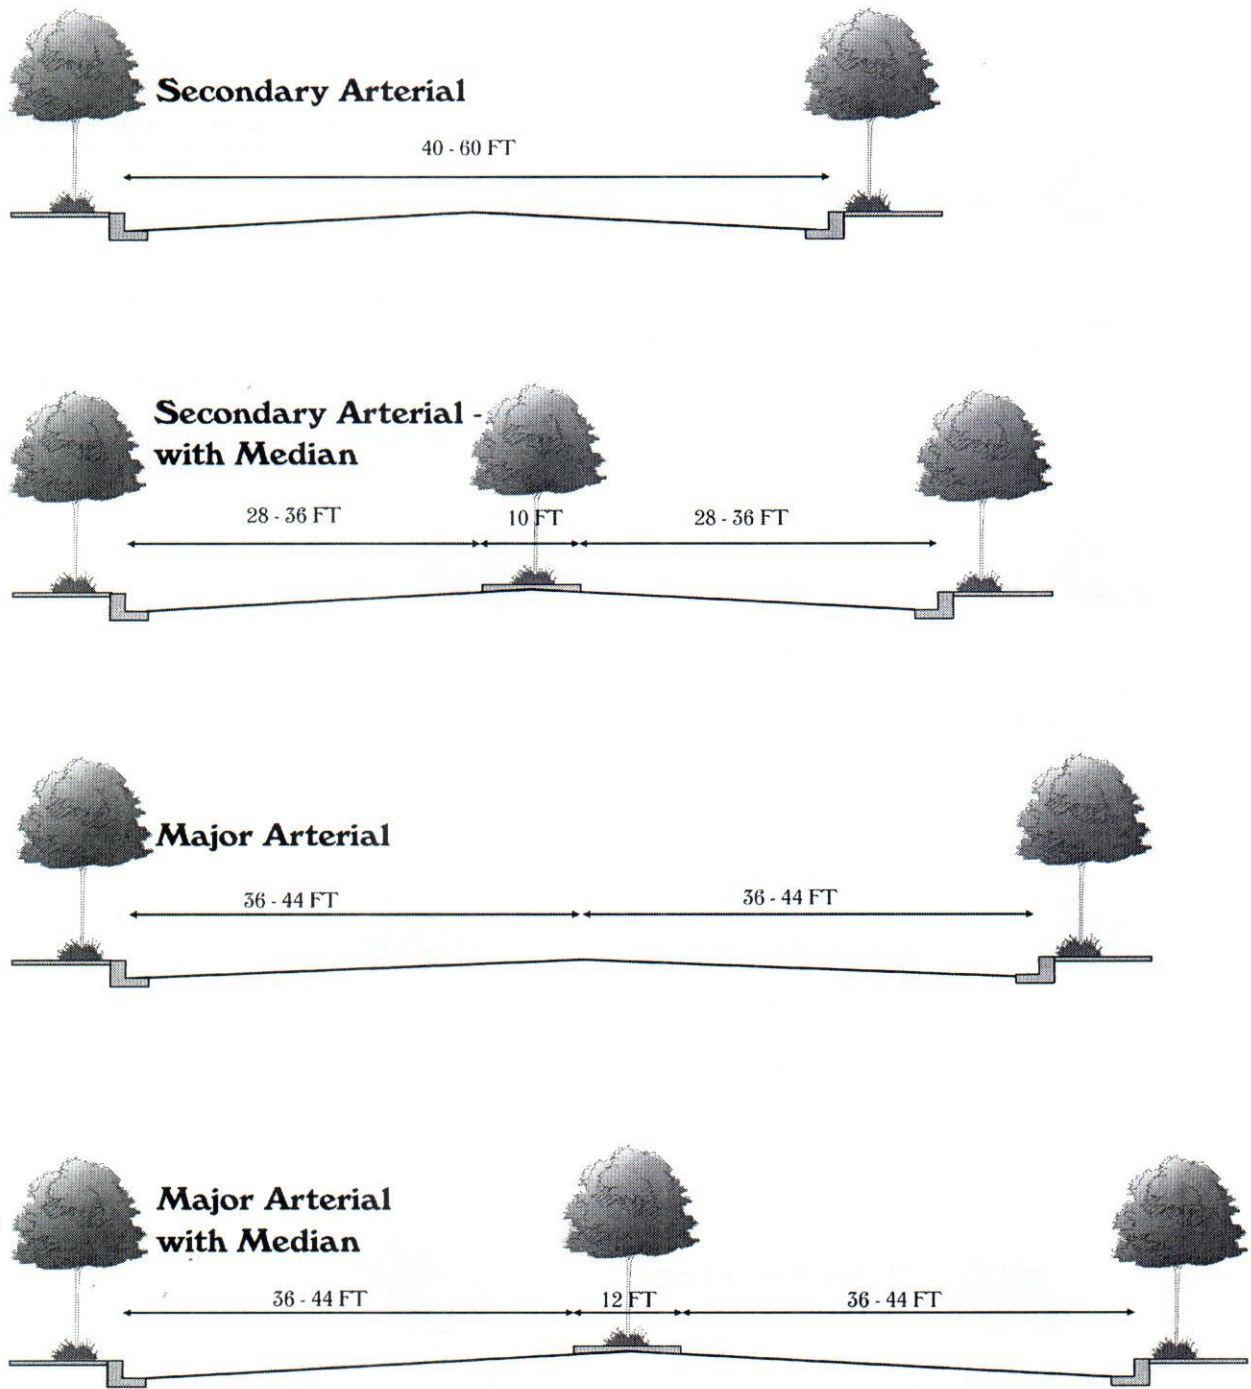 Secondary Arterial
40 - 60 FT
Secondary Arterial -
with Median
28 - 36 FT 10 FT 28 - 36 FT
Major Arterial
36 - 44 FT 36 - 44 FT
Major Arterial
with Median
36 - 44 FT 12 FT 36 - 44 FT